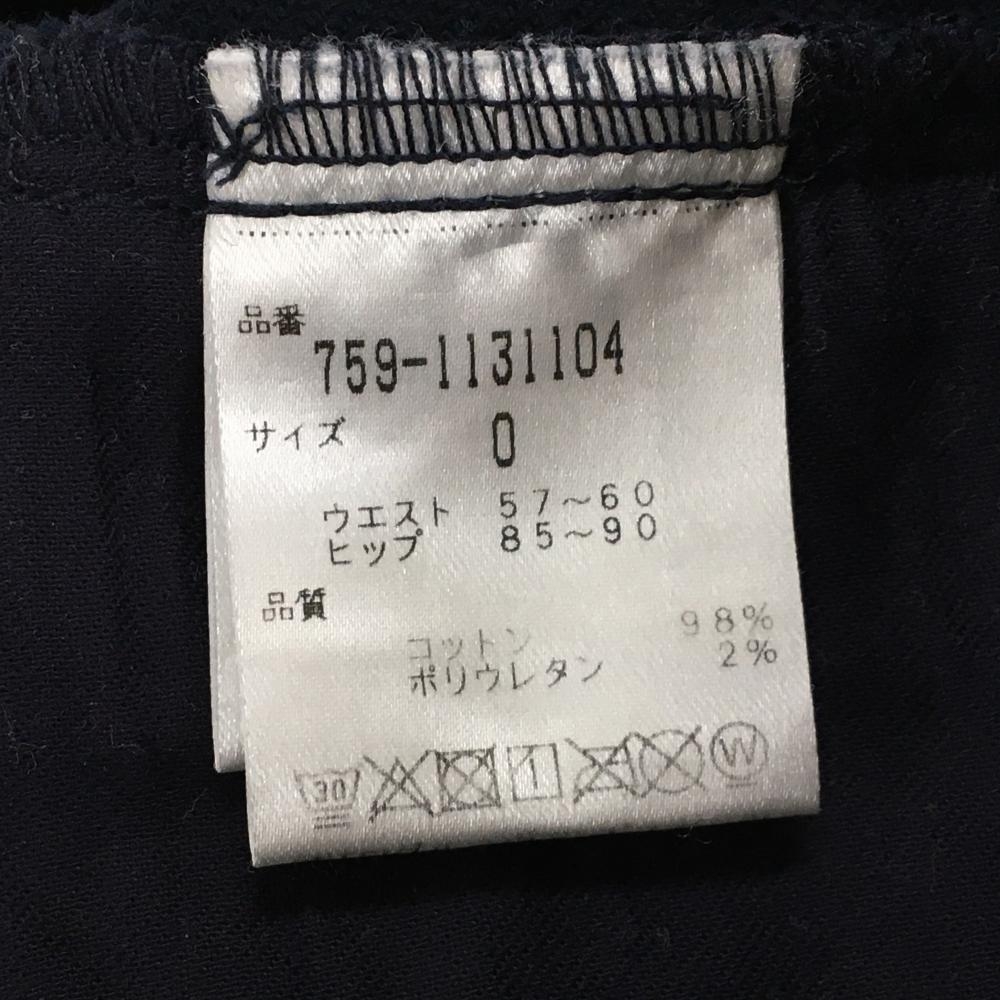 品番
759-1131104
サイズ 0
ウエスト 57～60
ヒップ 85～90
品質
コットン 98%
ポリウレタン 2%
30 1 W